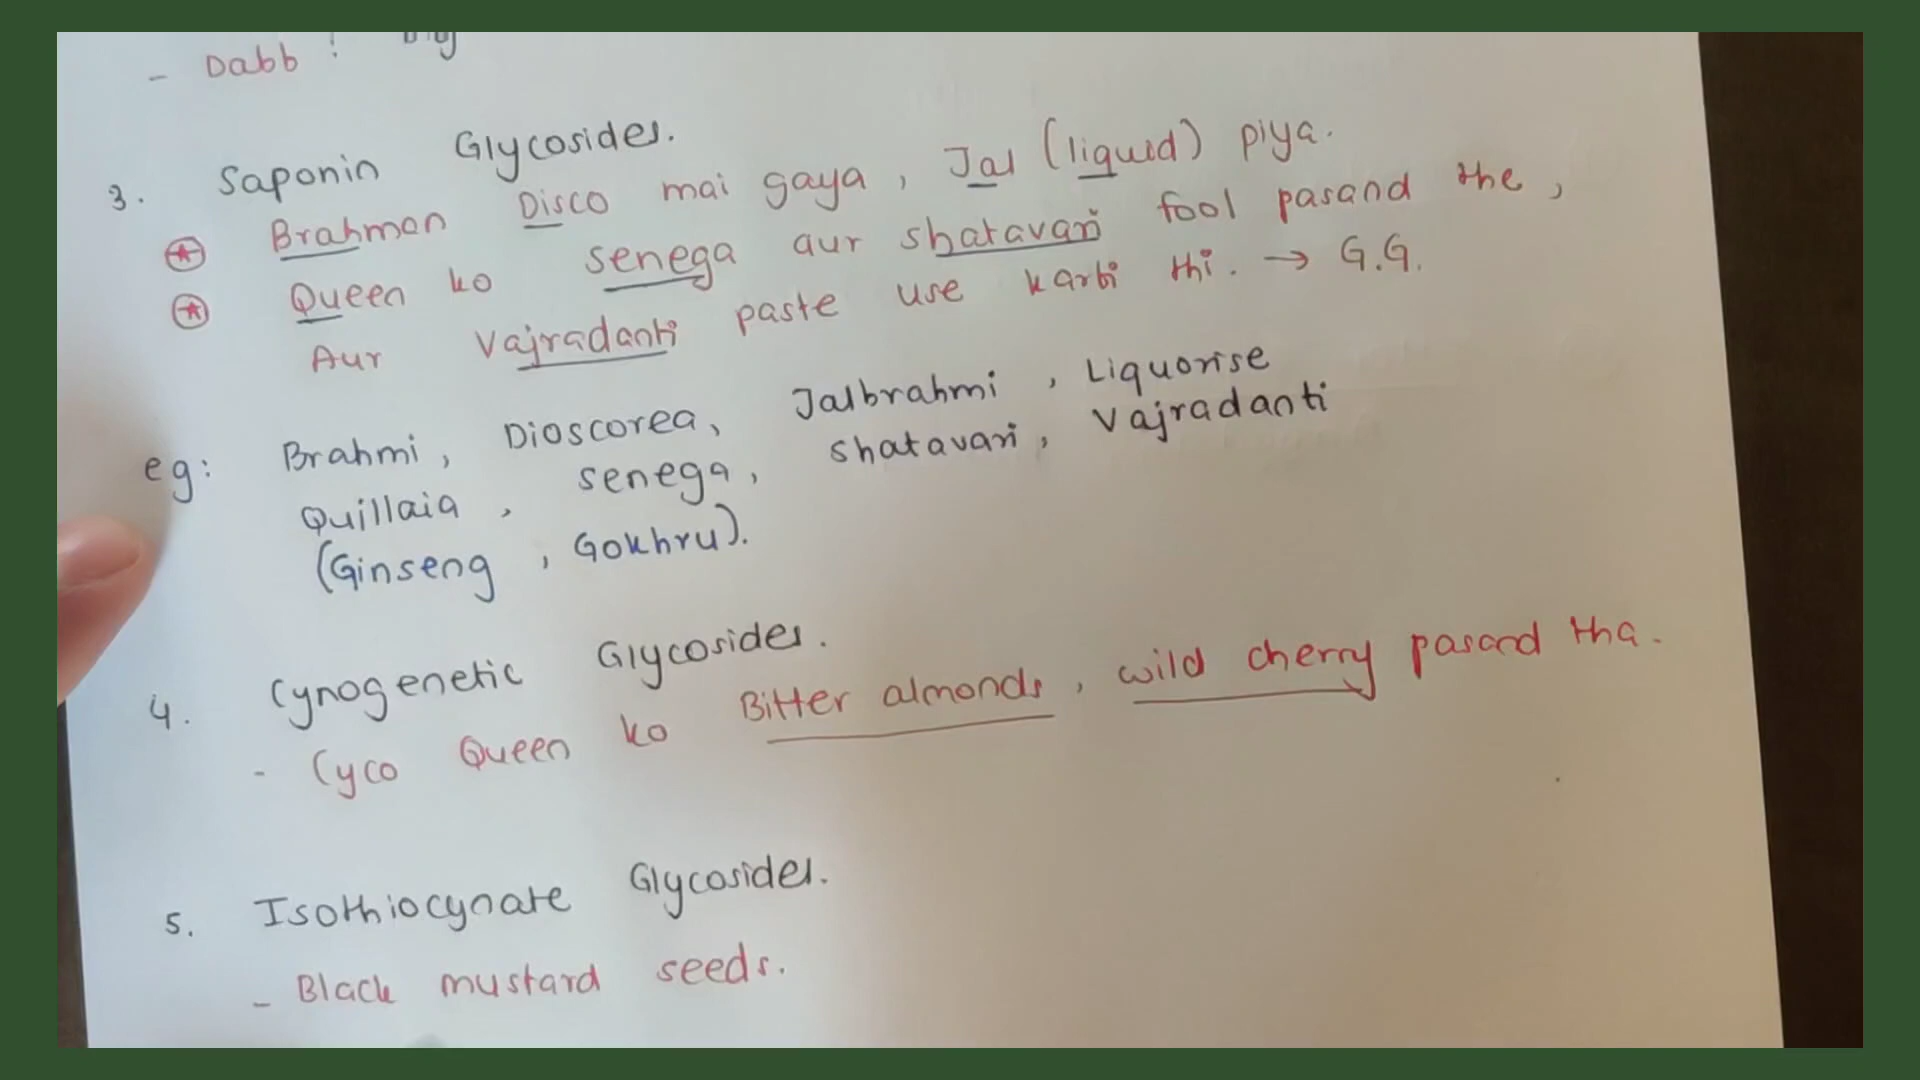 - Dabb :
3. Saponin Glycosides.
Brahman Disco mai gaya, Jal (liquid) piya.
Queen ko senega aur shatavari fool pasand the,
Aur Vajradanti paste use karti thi. → G.G.
eg: Brahmi, Dioscorea, Jalbrahmi, Liquorise
Quillaia, senega, shatavari, Vajradanti
(Ginseng, Gokhru).
4. Cynogenetic Glycosides.
- Cyco Queen ko Bitter almonds, wild cherry pasand tha.
5. Isothiocynate Glycosides.
- Black mustard seeds.